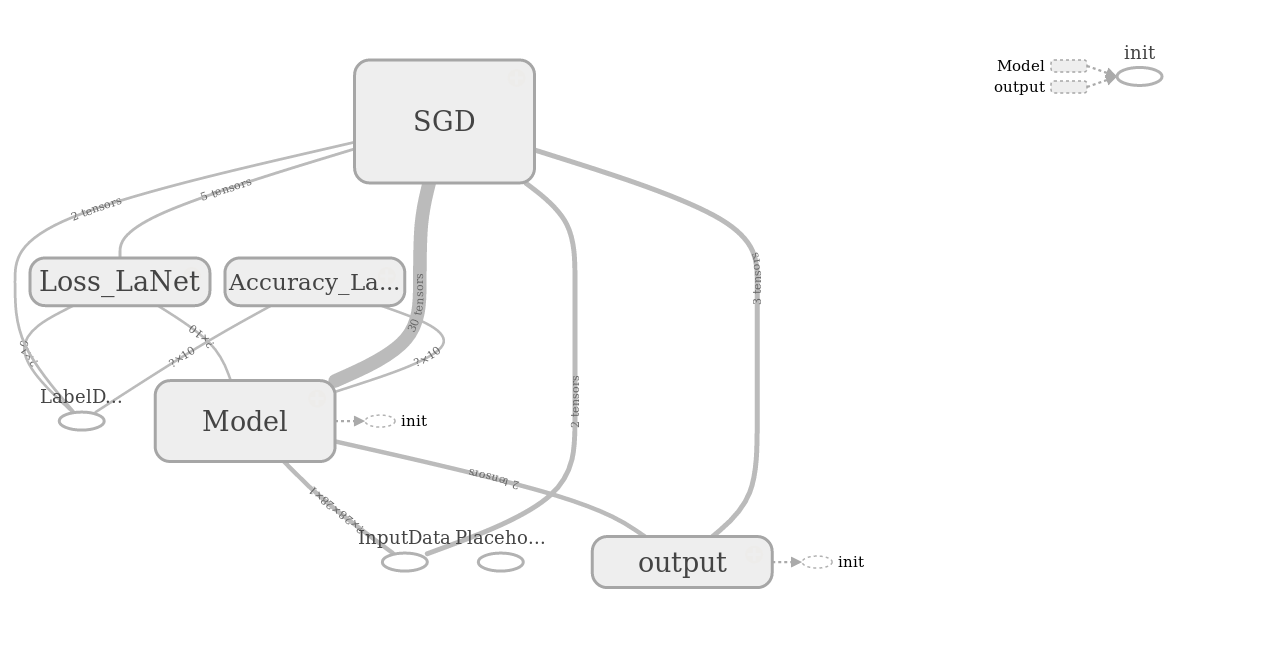 init
Model
output
SGD
2 tensors
5 tensors
3 tensors
Loss_LaNet
Accuracy_La...
30 tensors
?×10
?×10
?×10
?×10
LabelD...
2 tensors
Model
init
2 tensors
?×28×28×1
InputData
Placeho...
output
init